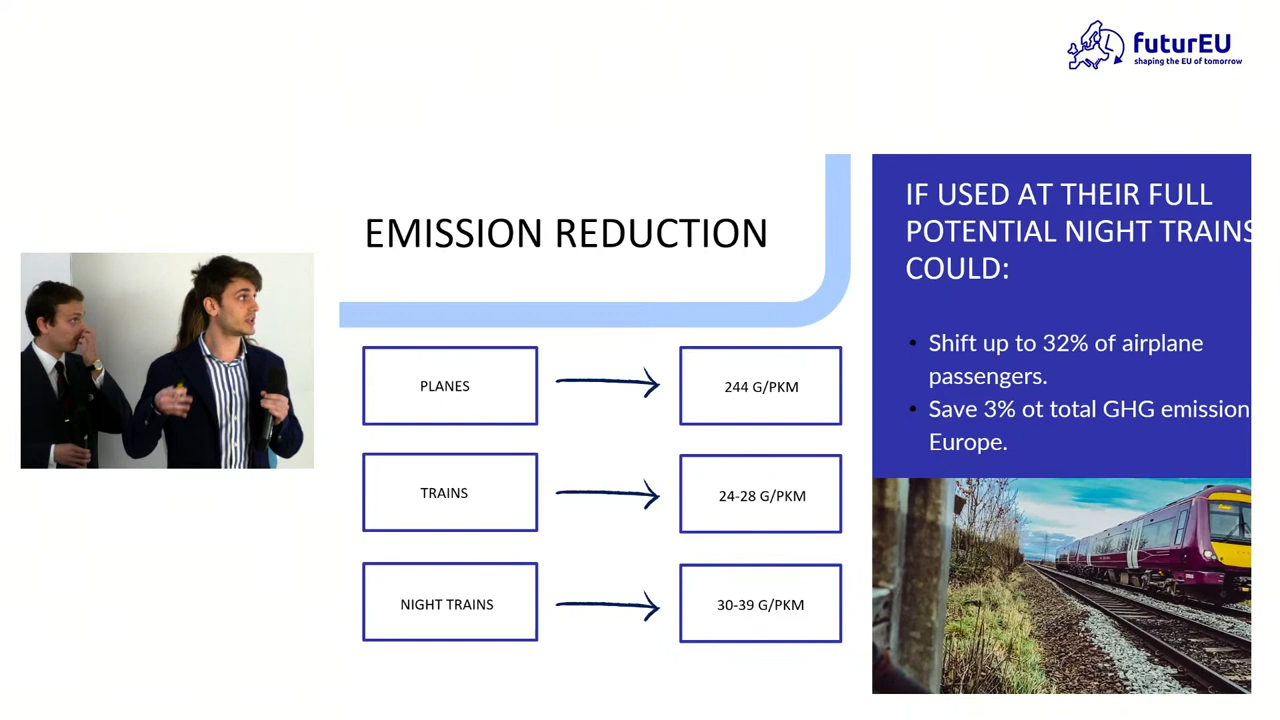 futurEU
shaping the EU of tomorrow
EMISSION REDUCTION
PLANES
244 G/PKM
TRAINS
24-28 G/PKM
NIGHT TRAINS
30-39 G/PKM
IF USED AT THEIR FULL
POTENTIAL NIGHT TRAINS
COULD:
• Shift up to 32% of airplane
passengers.
• Save 3% ot total GHG emission
Europe.